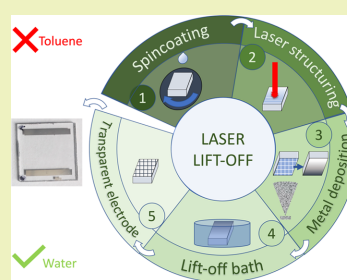 Toluene
Spincoating
1
Laser structuring
2
LASER
LIFT-OFF
3
Metal deposition
4
Lift-off bath
5
Transparent electrode
Water